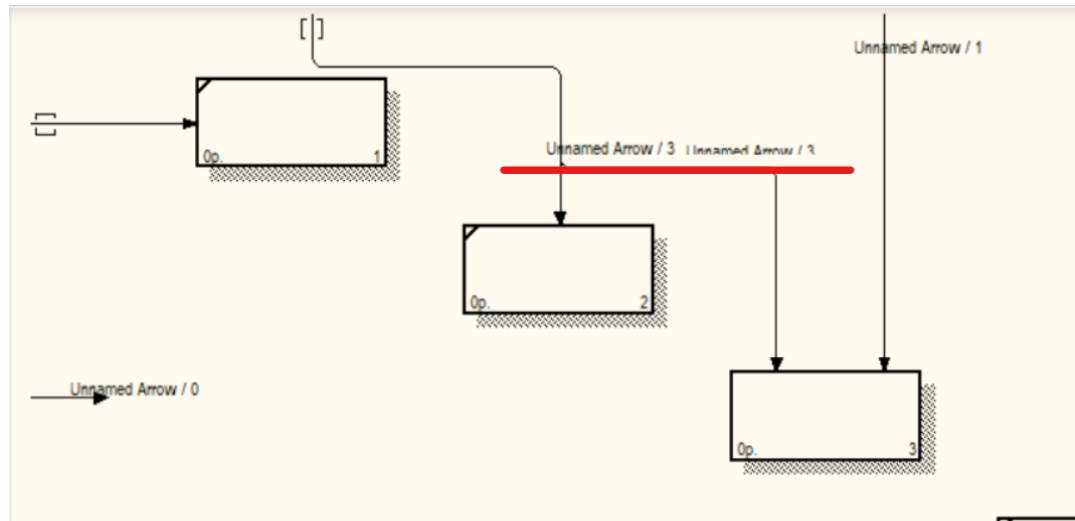 Unnamed Arrow / 1
0p. 1
Unnamed Arrow / 3 Unnamed Arrow / 3
0p. 2
Unnamed Arrow / 0
0p. 3